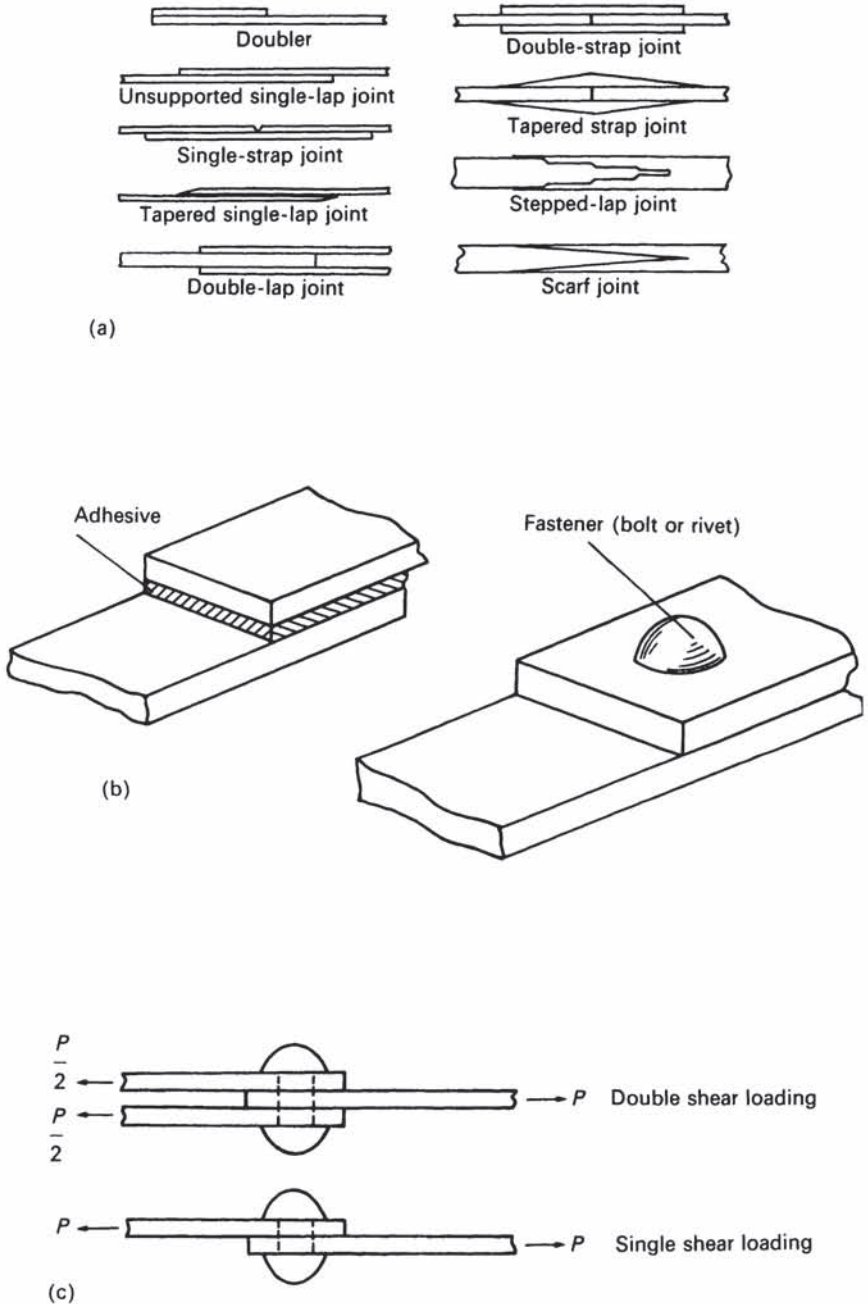 Doubler
Unsupported single-lap joint
Single-strap joint
Tapered single-lap joint
Double-lap joint
Double-strap joint
Tapered strap joint
Stepped-lap joint
Scarf joint
(a)
Adhesive
(b)
Fastener (bolt or rivet)
P
2
P
2
P Double shear loading
P
P Single shear loading
(c)